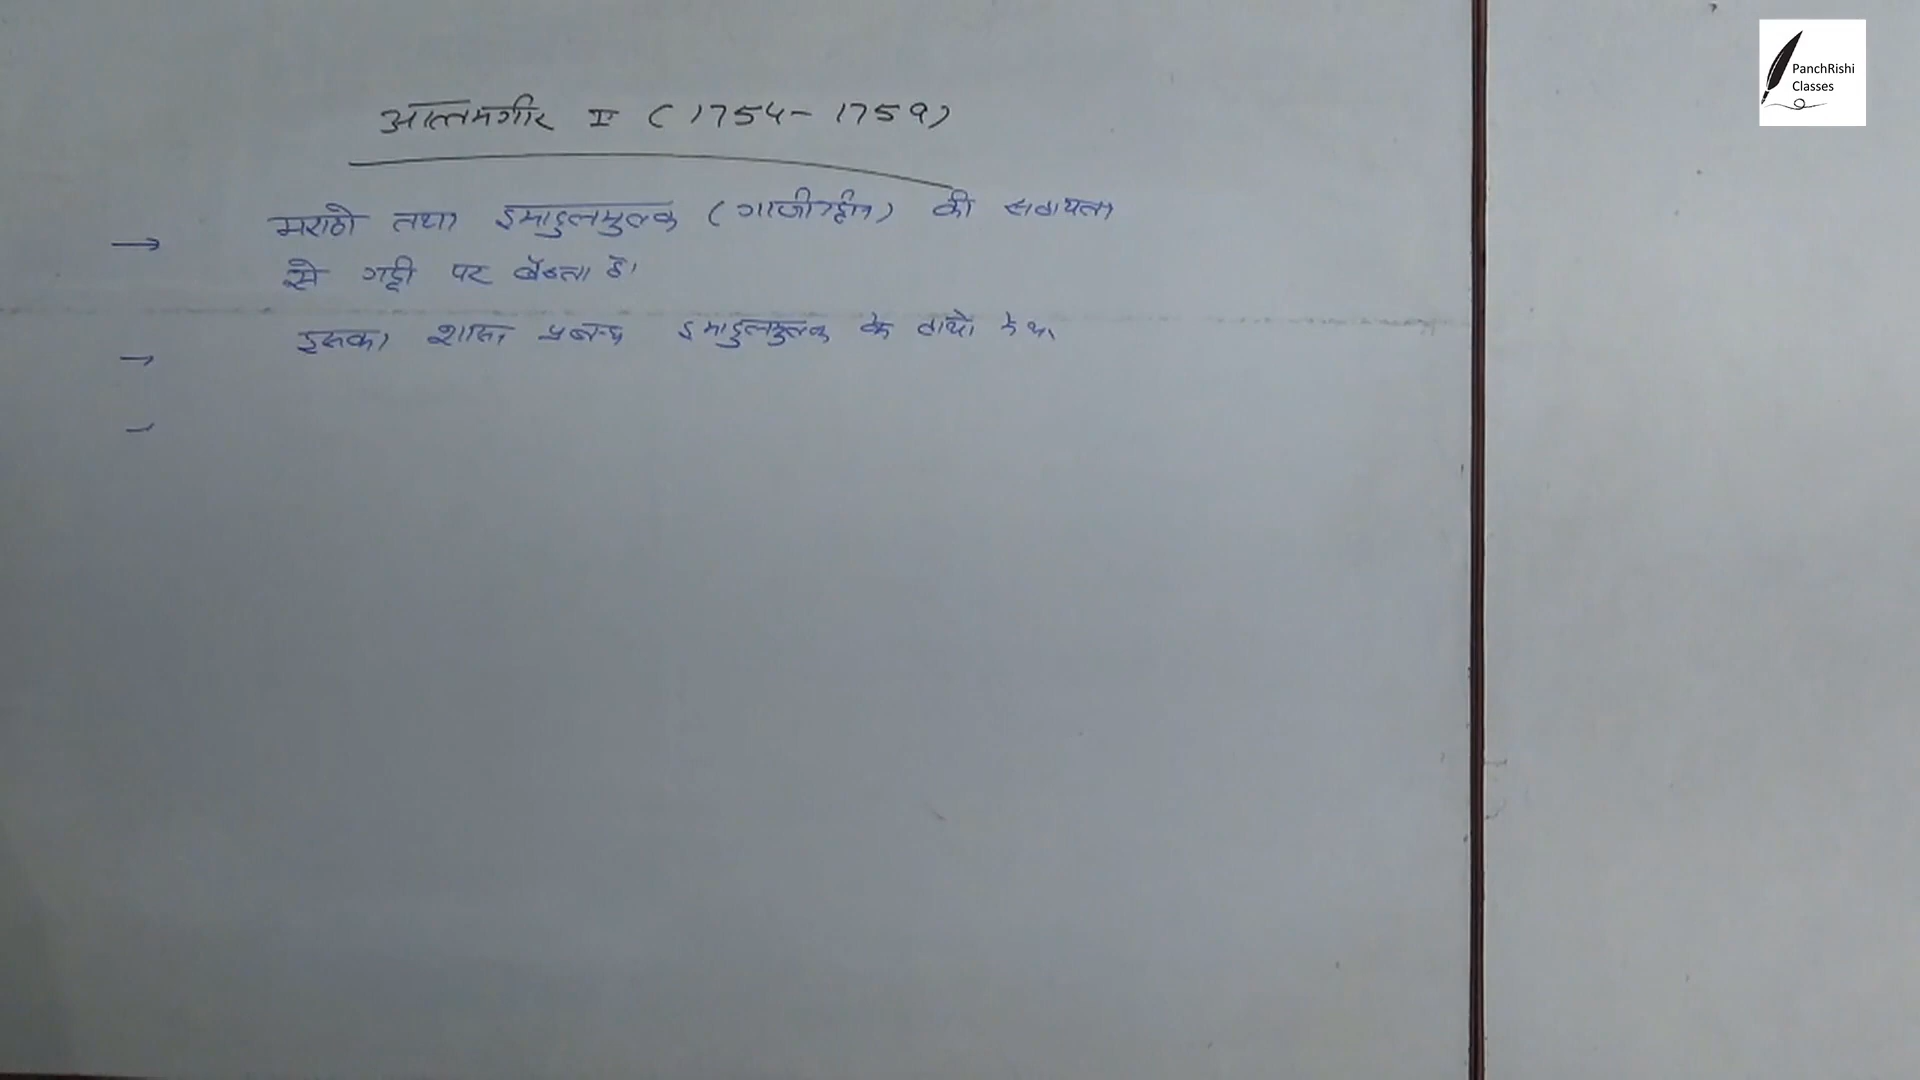 आलमगीर II (1754- 1759)
मराठो तथा इमादुलमुल्क (गाजीउद्दीन) की सहायता
से गद्दी पर बैठता है।
इसका शासन प्रबन्ध इमादुलमुल्क के हाथो मे था
PanchRishi
Classes